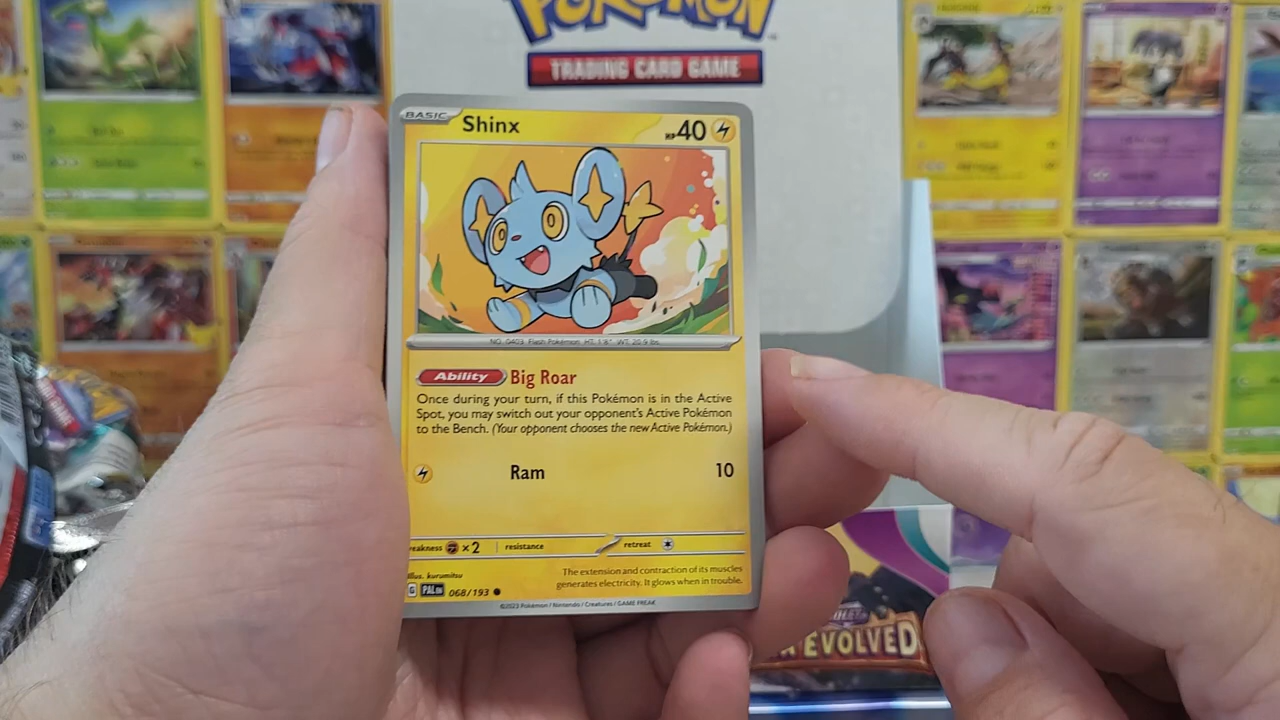 POKÉMON
TRADING CARD GAME
BASIC
Shinx
HP 40
NO. 0403 Flash Pokémon HT. 1'8" WT. 20.9 lbs.
Ability Big Roar
Once during your turn, if this Pokémon is in the Active
Spot, you may switch out your opponent's Active Pokémon
to the Bench. (Your opponent chooses the new Active Pokémon.)
Ram 10
eakness ×2 resistance retreat
The extension and contraction of its muscles
generates electricity. It glows when in trouble.
Illus. kurumitsu
G PAL EN 068/193
©2023 Pokémon / Nintendo / Creatures / GAME FREAK
EVOLVED